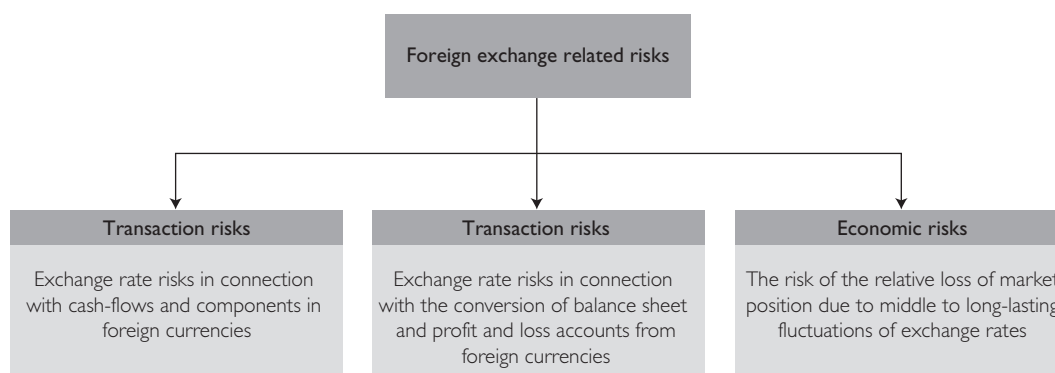 Foreign exchange related risks
Transaction risks
Exchange rate risks in connection
with cash-flows and components in
foreign currencies
Transaction risks
Exchange rate risks in connection
with the conversion of balance sheet
and profit and loss accounts from
foreign currencies
Economic risks
The risk of the relative loss of market
position due to middle to long-lasting
fluctuations of exchange rates